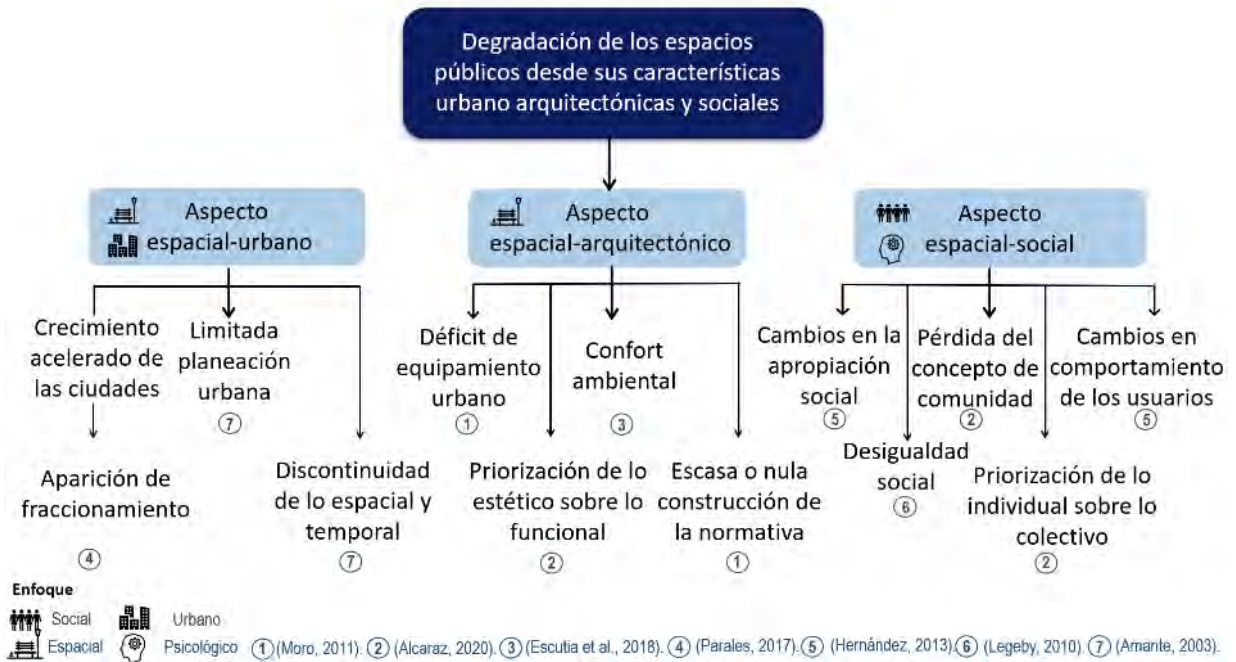 Degradación de los espacios
públicos desde sus características
urbano arquitectónicas y sociales
Aspecto
espacial-urbano
Aspecto
espacial-arquitectónico
Aspecto
espacial-social
Crecimiento
acelerado de
las ciudades
Limitada
planeación
urbana
⑦
Aparición de
fraccionamiento
④
Discontinuidad
de lo espacial y
temporal
⑦
Déficit de
equipamiento
urbano
①
Confort
ambiental
③
Priorización de lo
estético sobre lo
funcional
②
Escasa o nula
construcción de
la normativa
①
Cambios en la
apropiación
social
⑤
Pérdida del
concepto de
comunidad
②
Cambios en
comportamiento
de los usuarios
⑤
Desigualdad
social
⑥
Priorización de lo
individual sobre lo
colectivo
②
Enfoque
Social Urbano
Espacial Psicológico ①(Moro, 2011). ②(Alcaraz, 2020). ③(Escutia et al., 2018). ④(Parales, 2017). ⑤(Hernández, 2013). ⑥(Legeby, 2010). ⑦(Amante, 2003).